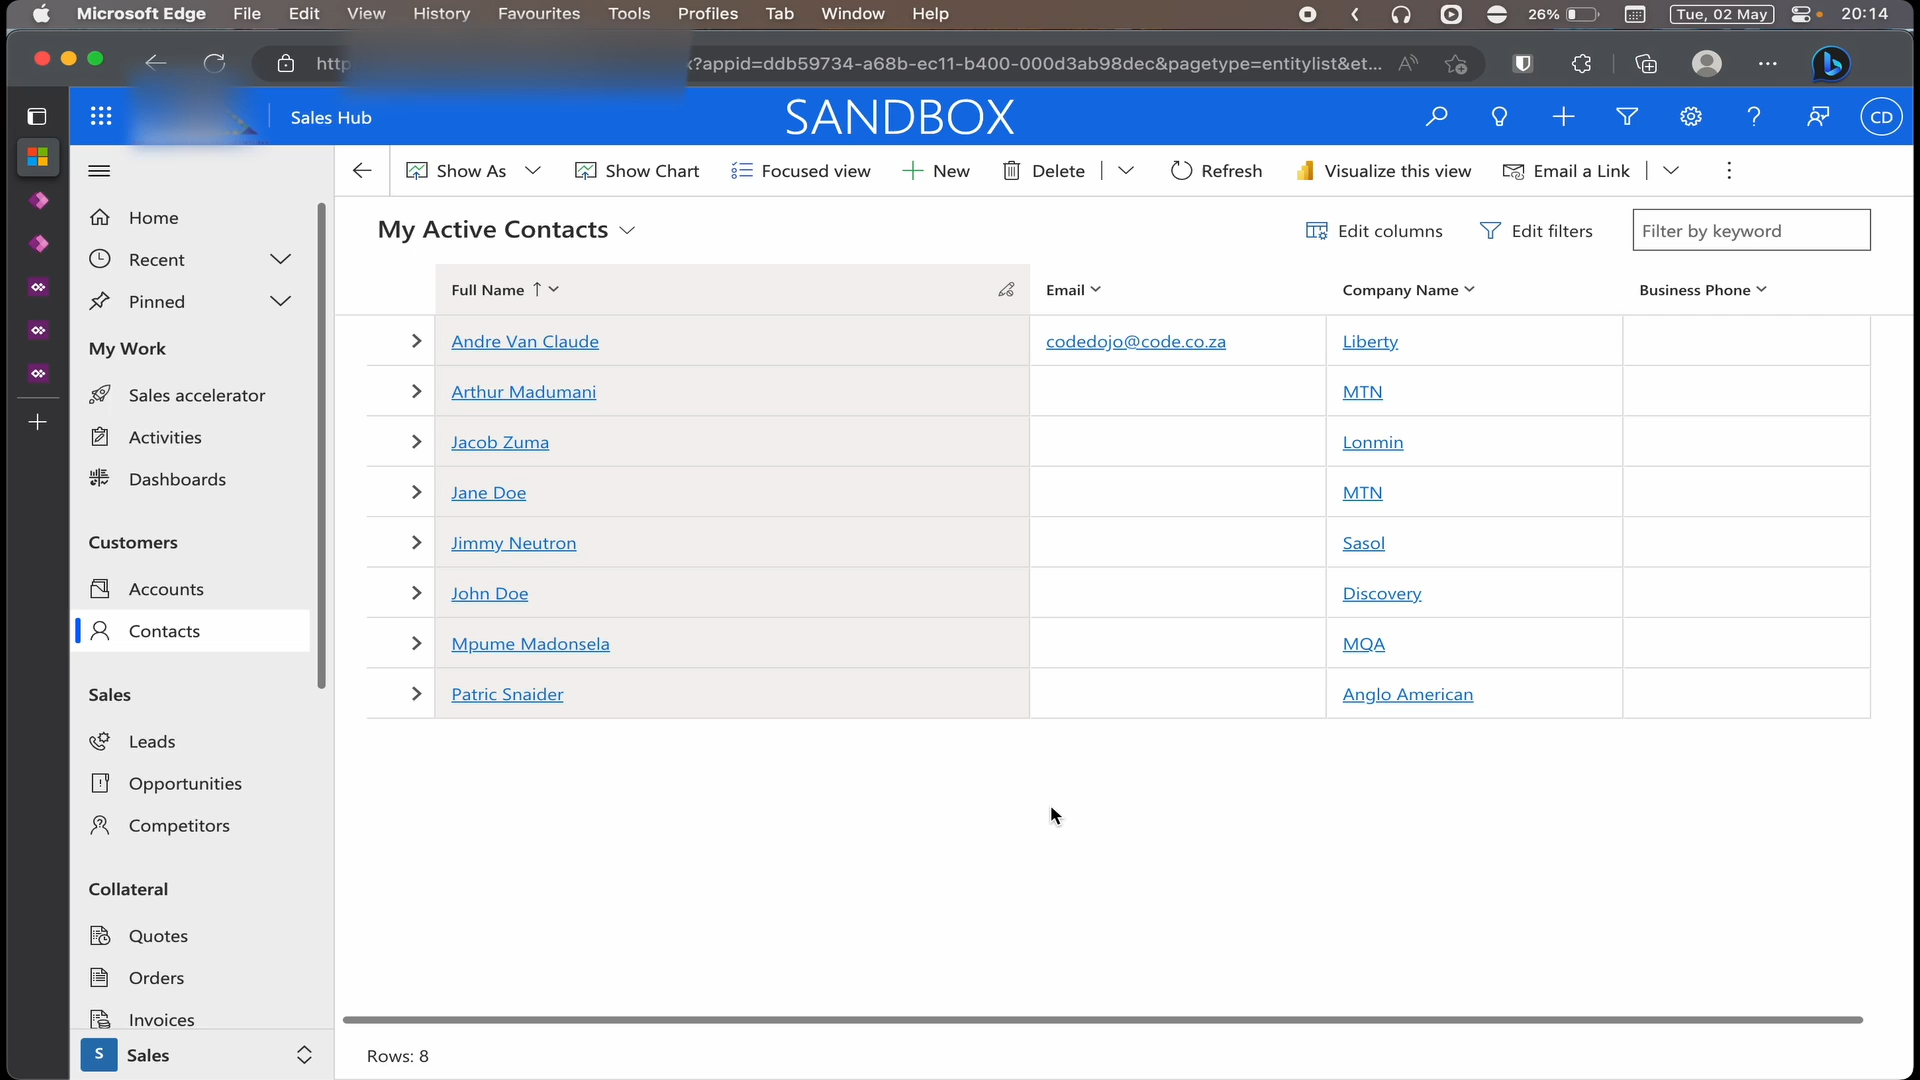 Microsoft Edge File Edit View History Favourites Tools Profiles Tab Window Help 26% Tue, 02 May 20:14
?appid=ddb59734-a68b-ec11-b400-000d3ab98dec&pagetype=entitylist&et...
Sales Hub SANDBOX CD
Show As Show Chart Focused view New Delete Refresh Visualize this view Email a Link
Home
Recent
Pinned
My Work
Sales accelerator
Activities
Dashboards
Customers
Accounts
Contacts
Sales
Leads
Opportunities
Competitors
Collateral
Quotes
Orders
Invoices
S Sales
My Active Contacts Edit columns Edit filters Filter by keyword
Full Name Email Company Name Business Phone
Andre Van Claude codedojo@code.co.za Liberty
Arthur Madumani MTN
Jacob Zuma Lonmin
Jane Doe MTN
Jimmy Neutron Sasol
John Doe Discovery
Mpume Madonsela MQA
Patric Snaider Anglo American
Rows: 8